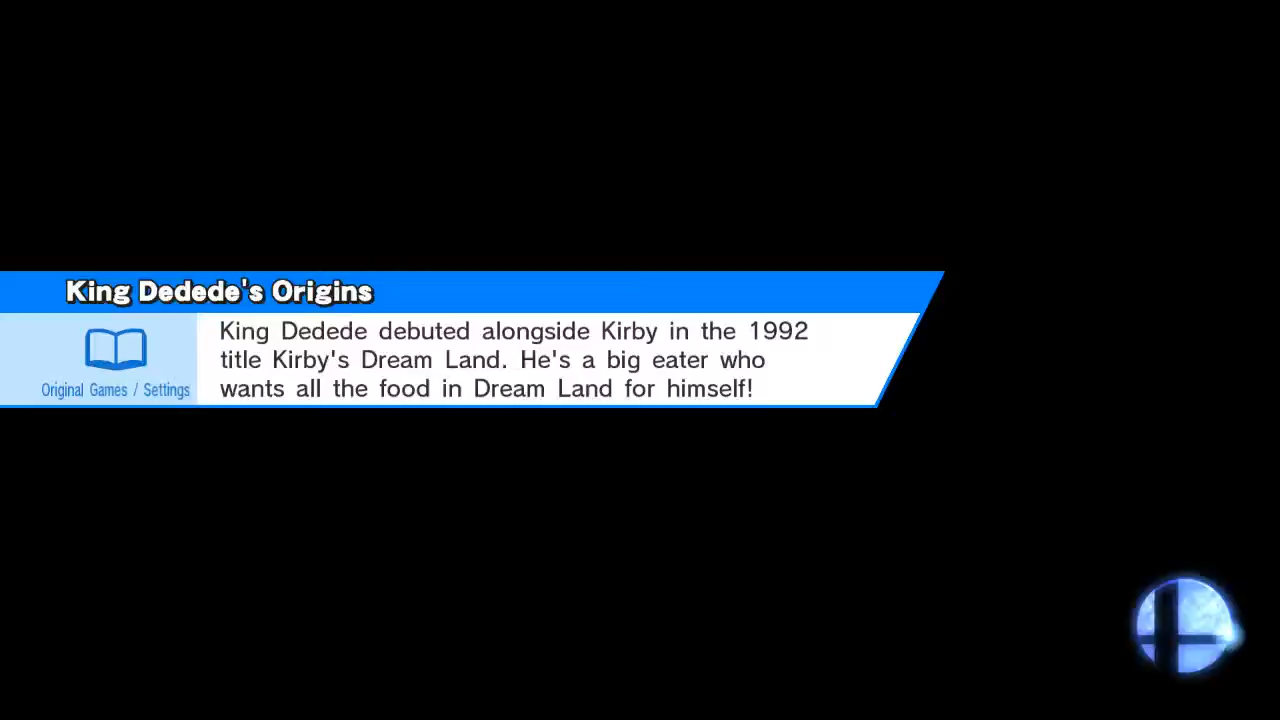 King Dedede's Origins
Original Games / Settings
King Dedede debuted alongside Kirby in the 1992
title Kirby's Dream Land. He's a big eater who
wants all the food in Dream Land for himself!